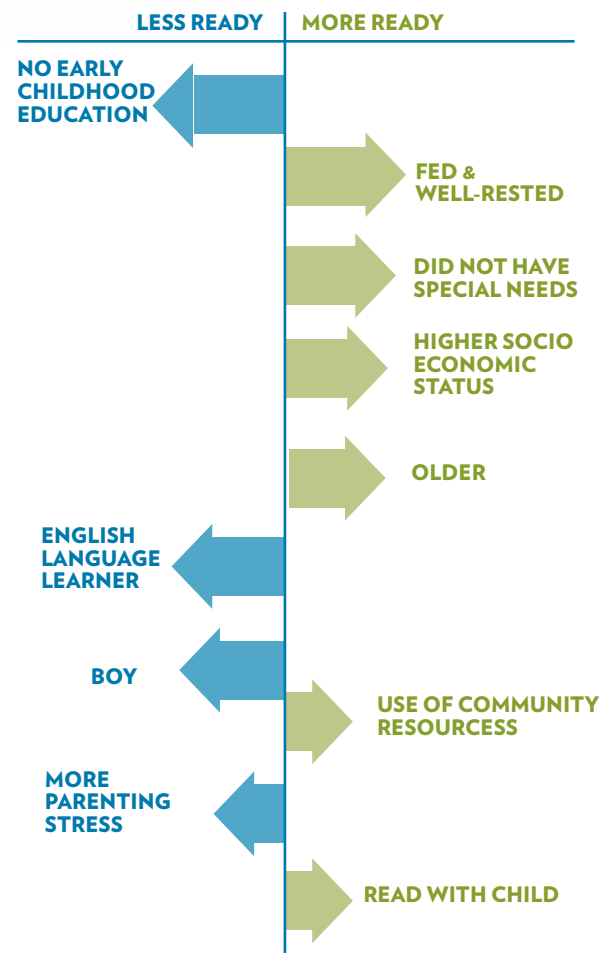 LESS READY
MORE READY
NO EARLY
CHILDHOOD
EDUCATION
FED &
WELL-RESTED
DID NOT HAVE
SPECIAL NEEDS
HIGHER SOCIO
ECONOMIC
STATUS
OLDER
ENGLISH
LANGUAGE
LEARNER
BOY
USE OF COMMUNITY
RESOURCESS
MORE
PARENTING
STRESS
READ WITH CHILD